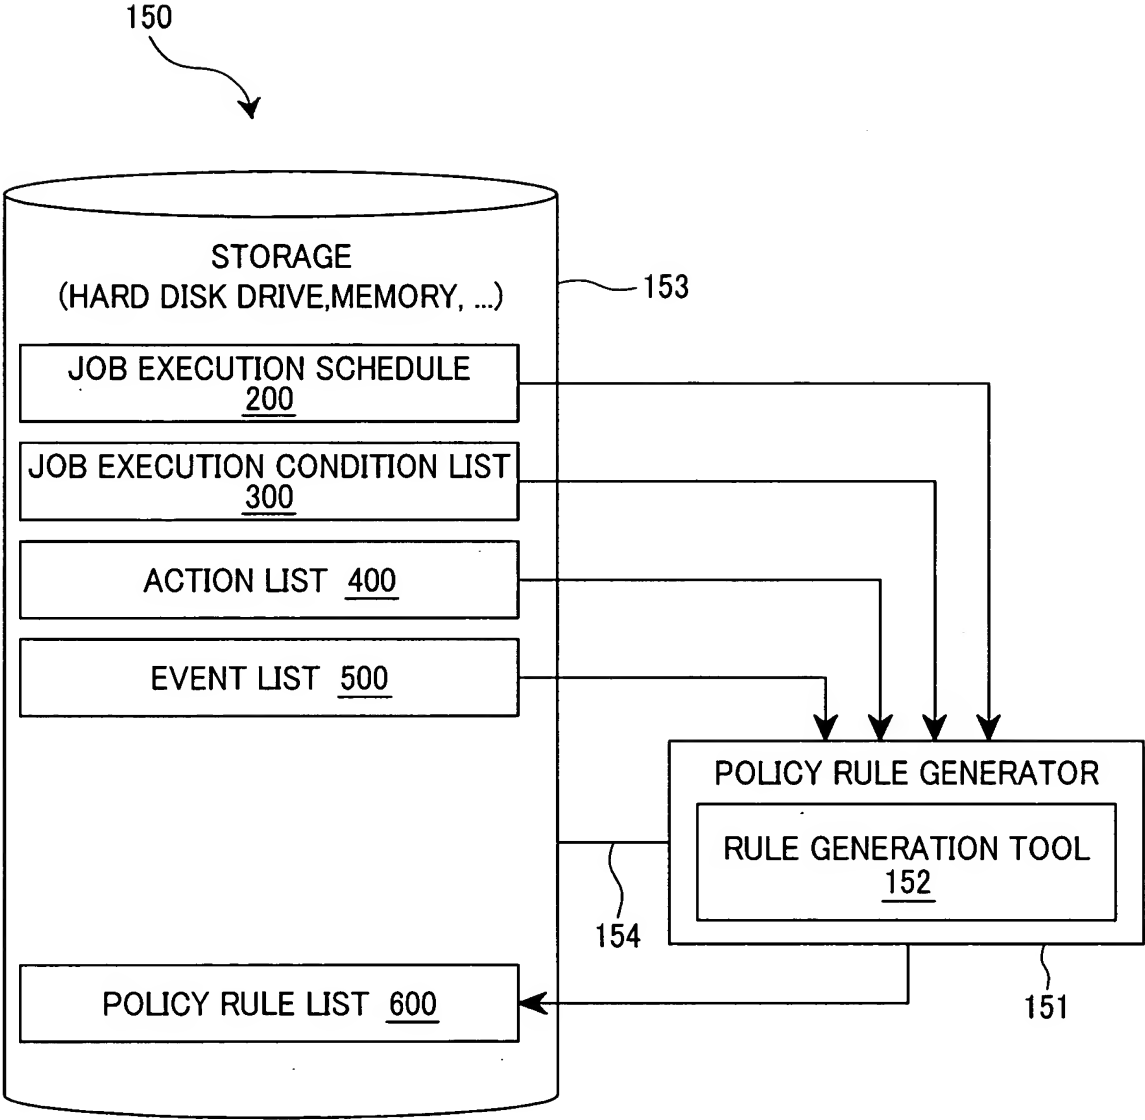 150
STORAGE
(HARD DISK DRIVE,MEMORY, ...)
153
JOB EXECUTION SCHEDULE
200
JOB EXECUTION CONDITION LIST
300
ACTION LIST 400
EVENT LIST 500
POLICY RULE GENERATOR
RULE GENERATION TOOL
152
154
151
POLICY RULE LIST 600